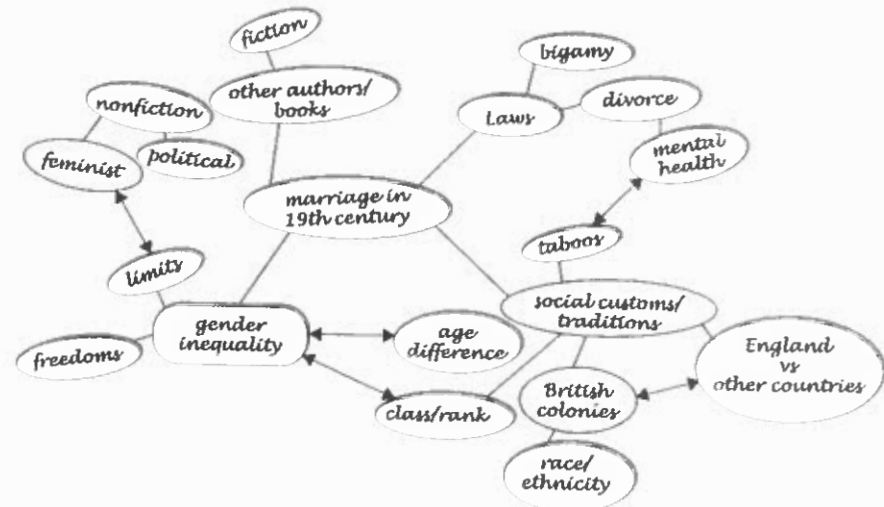 fiction
bigamy
other authors/
books
nonfiction
Laws
divorce
feminist
political
mental
health
marriage in
19th century
taboos
limits
social customs/
traditions
gender
inequality
age
difference
England
vs
other countries
freedoms
class/rank
British
colonies
race/
ethnicity